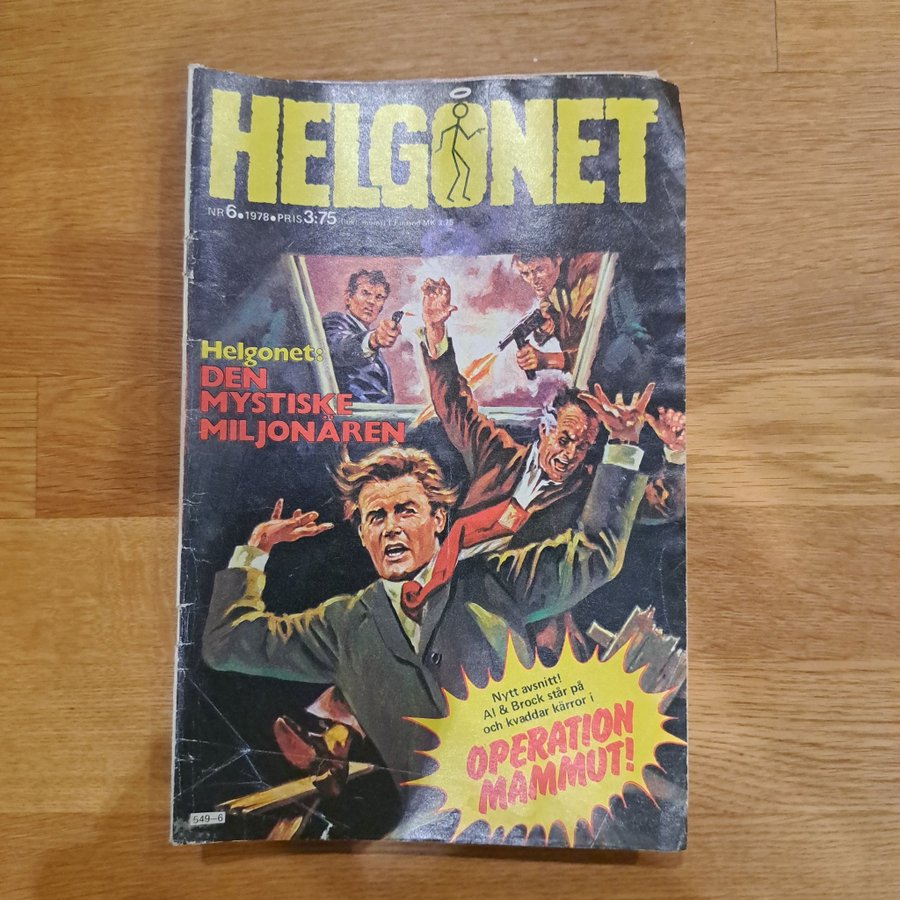 HELGONET
NR 6 • 1978 • PRIS 3:75
Helgonet:
DEN
MYSTISKE
MILJONÄREN
Nytt avsnitt!
Al & Brock står på
och kvaddar kärror i
OPERATION
MAMMUT!
549–6